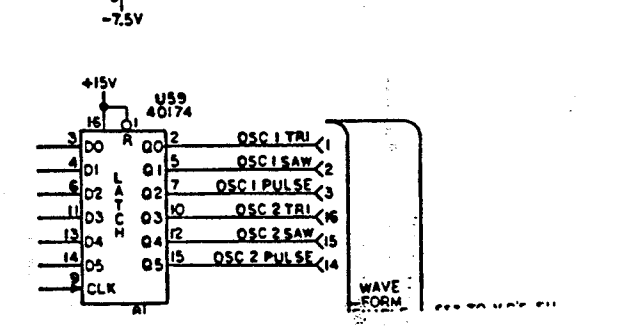 -7.5V
+15V
U59
40174
16 1
R
3 D0 Q0 2 OSC 1 TRI 1
4 D1 Q1 5 OSC 1 SAW 2
6 D2 Q2 7 OSC 1 PULSE 3
11 D3 Q3 10 OSC 2 TRI 16
13 D4 Q4 12 OSC 2 SAW 15
14 D5 Q5 15 OSC 2 PULSE 14
9 CLK
LATCH
WAVE
FORM